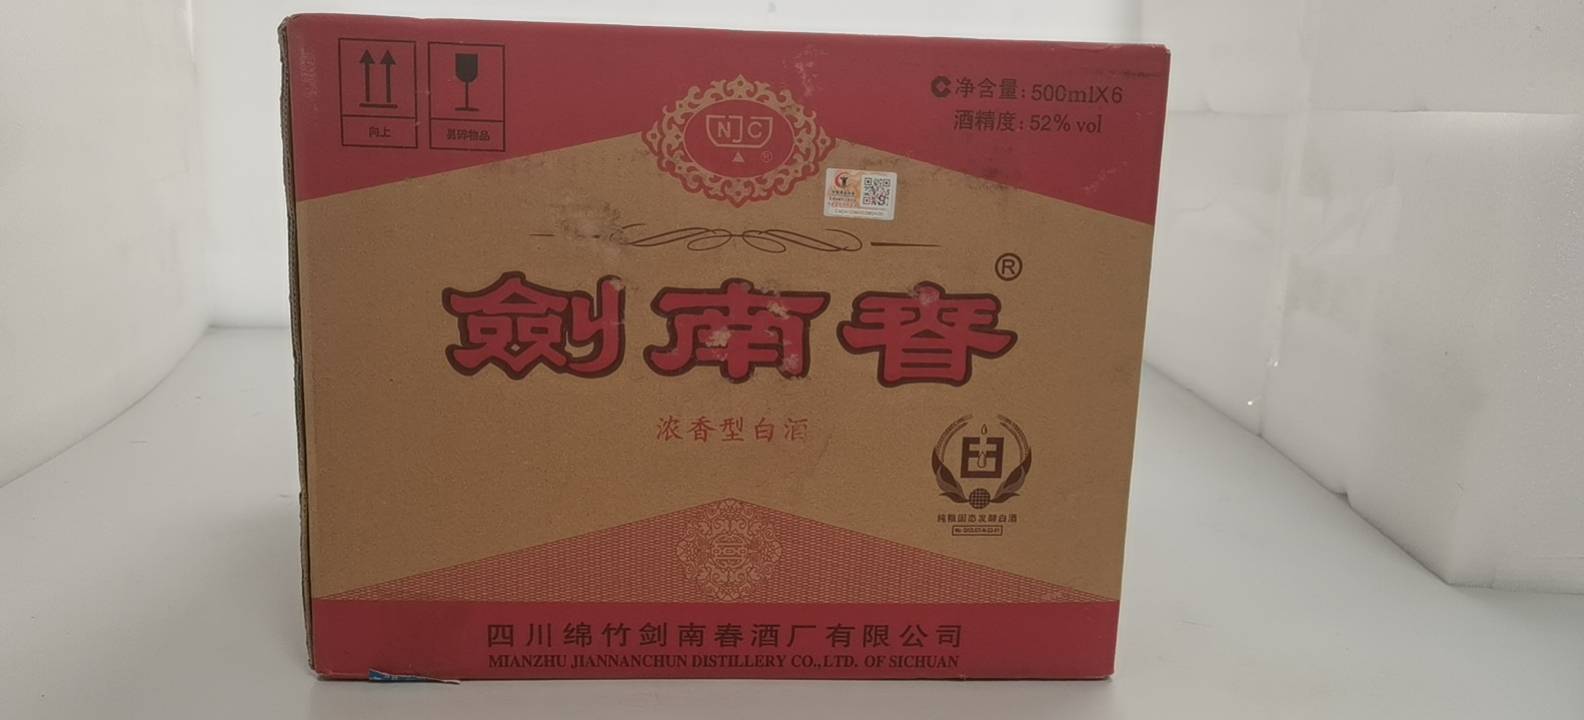 向上
易碎物品
NJC
®
净含量: 500mlX6
酒精度: 52% vol
劍南春®
浓香型白酒
纯粮固态发酵白酒
四川绵竹剑南春酒厂有限公司
MIANZHU JIANNANCHUN DISTILLERY CO.,LTD. OF SICHUAN